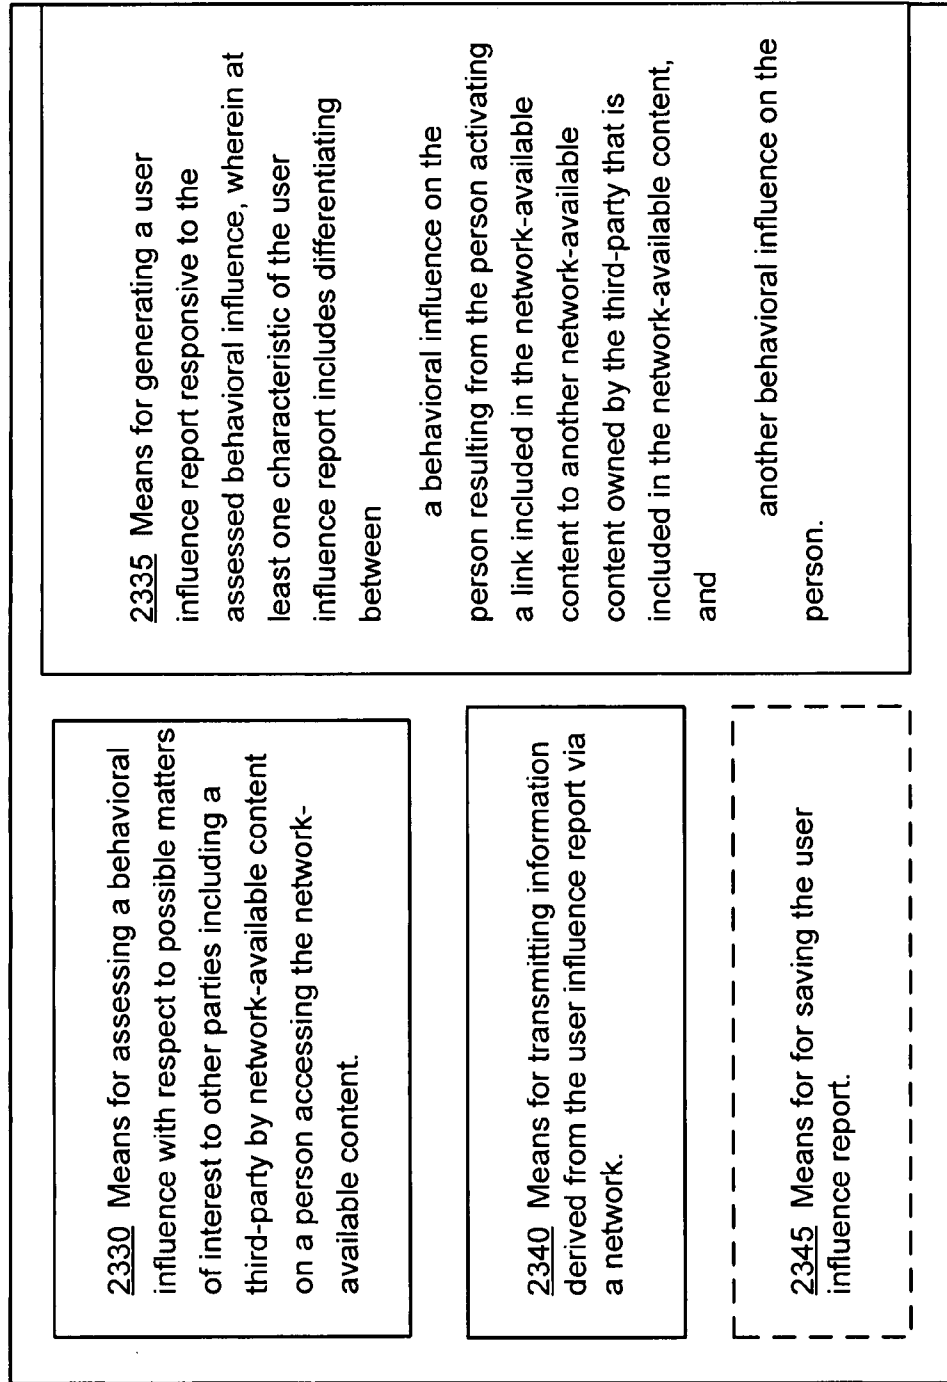 2330 Means for assessing a behavioral
influence with respect to possible matters
of interest to other parties including a
third-party by network-available content
on a person accessing the network-
available content.
2340 Means for transmitting information
derived from the user influence report via
a network.
2345 Means for for saving the user
influence report.
2335 Means for generating a user
influence report responsive to the
assessed behavior influence, wherein at
least one characteristic of the user
influence report includes differentiating
between
a behavioral influence on the
person resulting from the person activating
a link included in the network-available
content to another network-available
content owned by the third-party that is
included in the network-available content,
and
another behavioral influence on the
person.